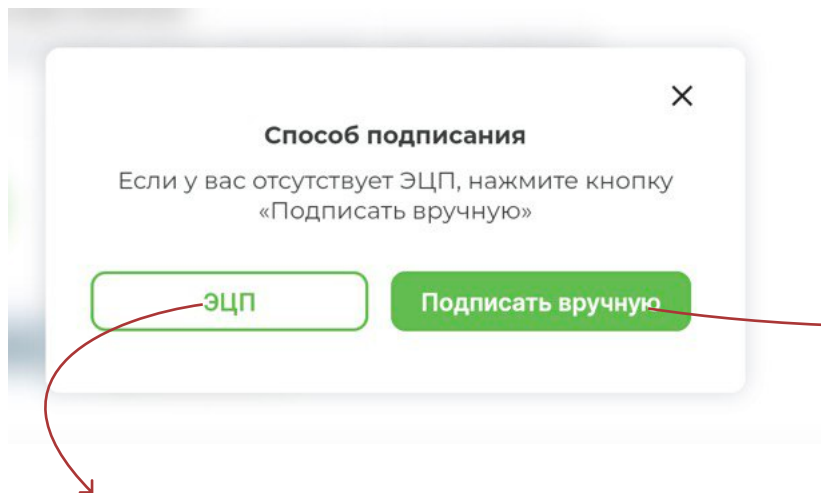 Способ подписания
Если у вас отсутствует ЭЦП, нажмите кнопку
«Подписать вручную»
ЭЦП
Подписать вручную